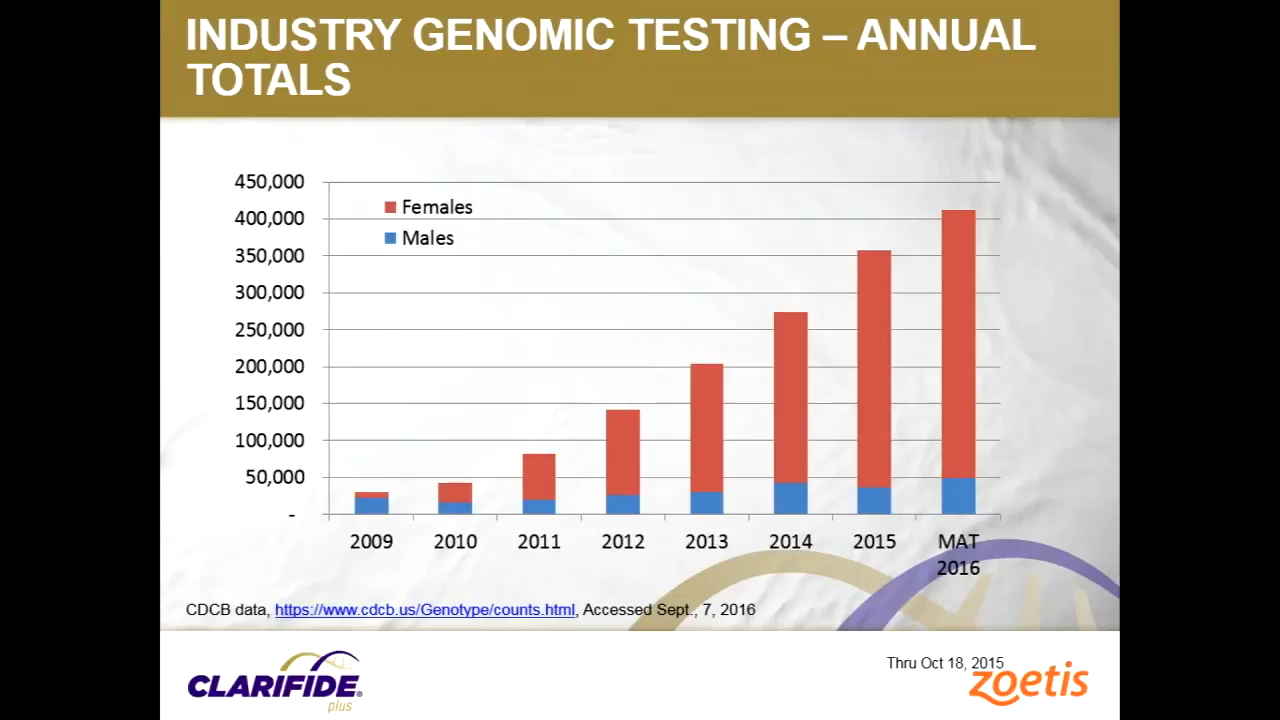 INDUSTRY GENOMIC TESTING – ANNUAL
TOTALS
450,000
400,000
350,000
300,000
250,000
200,000
150,000
100,000
50,000
-
Females
Males
2009 2010 2011 2012 2013 2014 2015 MAT
2016
CDCB data, https://www.cdcb.us/Genotype/counts.html, Accessed Sept., 7, 2016
Thru Oct 18, 2015
CLARIFIDE®
plus
zoetis